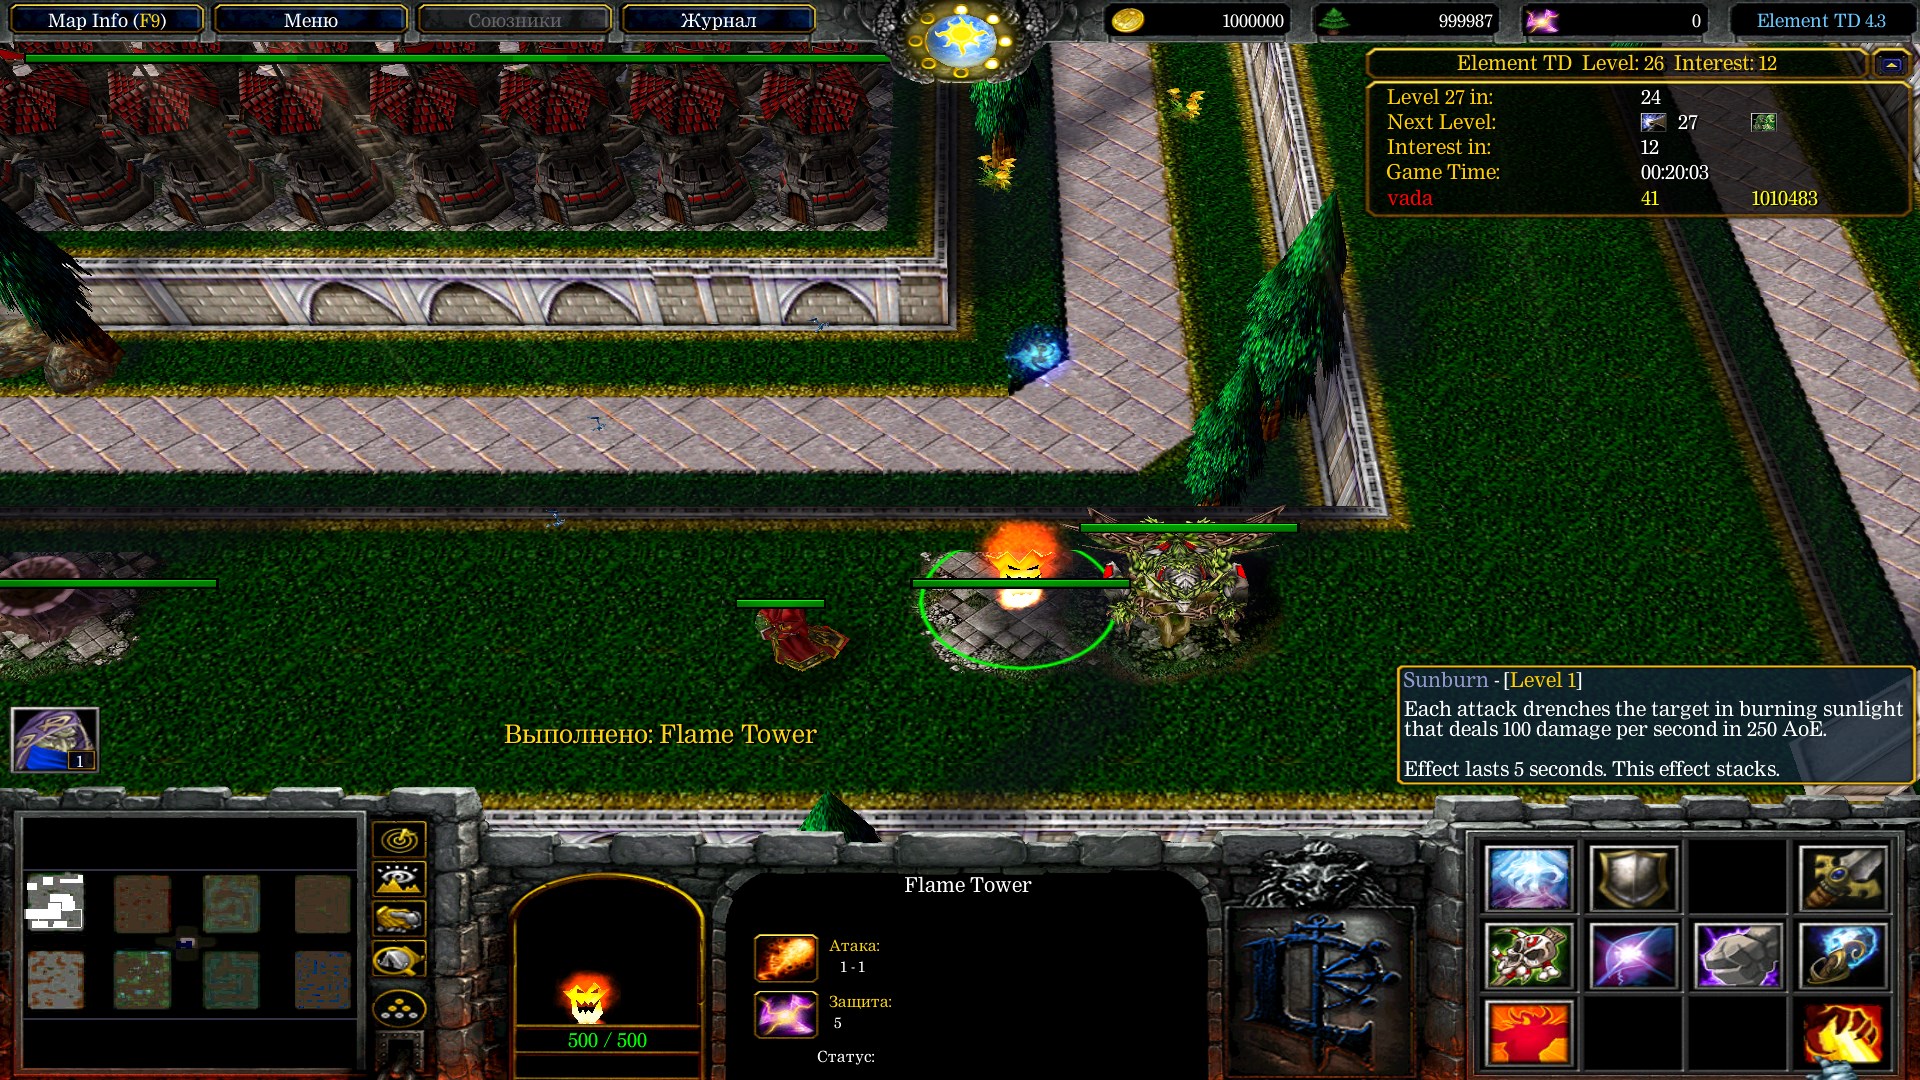 Map Info (F9)
Меню
Союзники
Журнал
1000000
999987
0
Element TD 4.3
Element TD Level: 26 Interest: 12
Level 27 in: 24
Next Level: 27
Interest in: 12
Game Time: 00:20:03
vada 41 1010483
Sunburn - [Level 1]
Each attack drenches the target in burning sunlight
that deals 100 damage per second in 250 AoE.
Effect lasts 5 seconds. This effect stacks.
Выполнено: Flame Tower
1
Flame Tower
Атака:
1 - 1
Защита:
5
Статус:
500 / 500